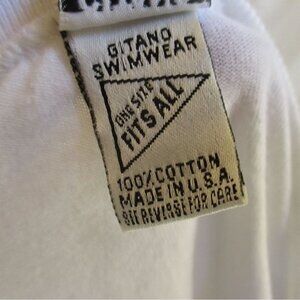 GITANO
SWIMWEAR
ONE SIZE
FITS ALL
100% COTTON
MADE IN U.S.A.
SEE REVERSE FOR CARE